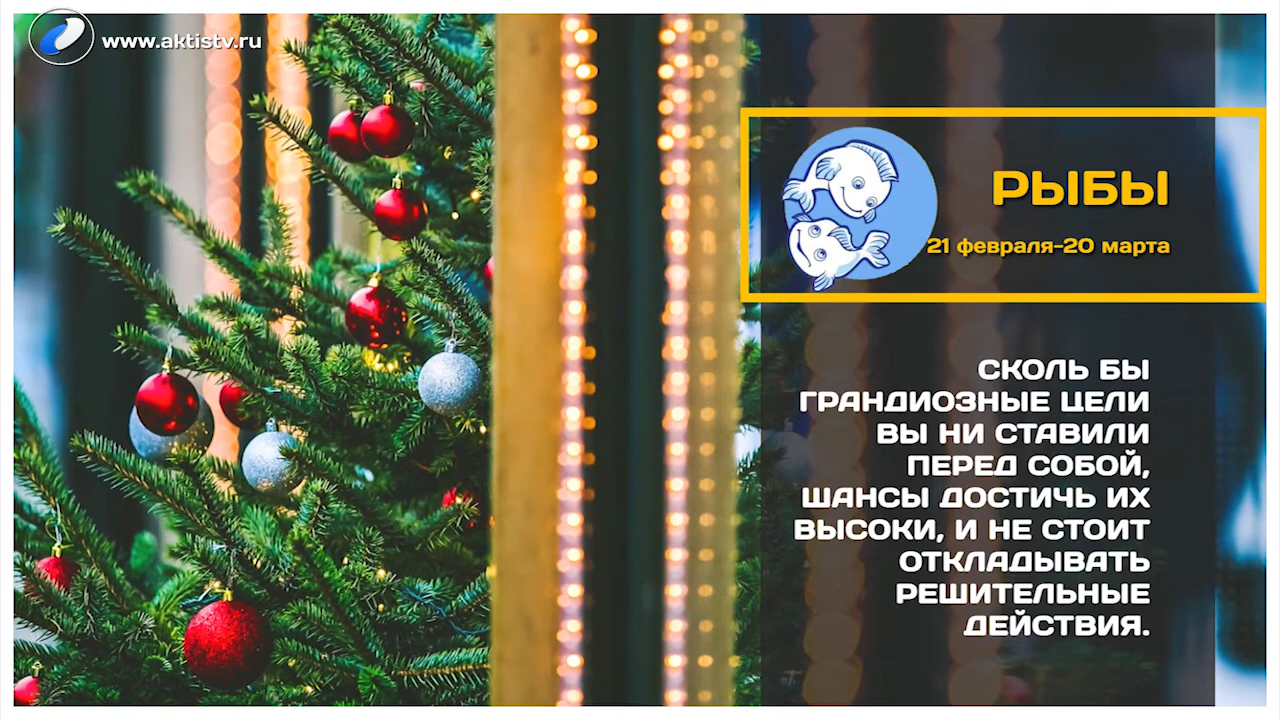 www.aktistv.ru
РЫБЫ
21 февраля-20 марта
СКОЛЬ БЫ
ГРАНДИОЗНЫЕ ЦЕЛИ
ВЫ НИ СТАВИЛИ
ПЕРЕД СОБОЙ,
ШАНСЫ ДОСТИЧЬ ИХ
ВЫСОКИ, И НЕ СТОИТ
ОТКЛАДЫВАТЬ
РЕШИТЕЛЬНЫЕ
ДЕЙСТВИЯ.